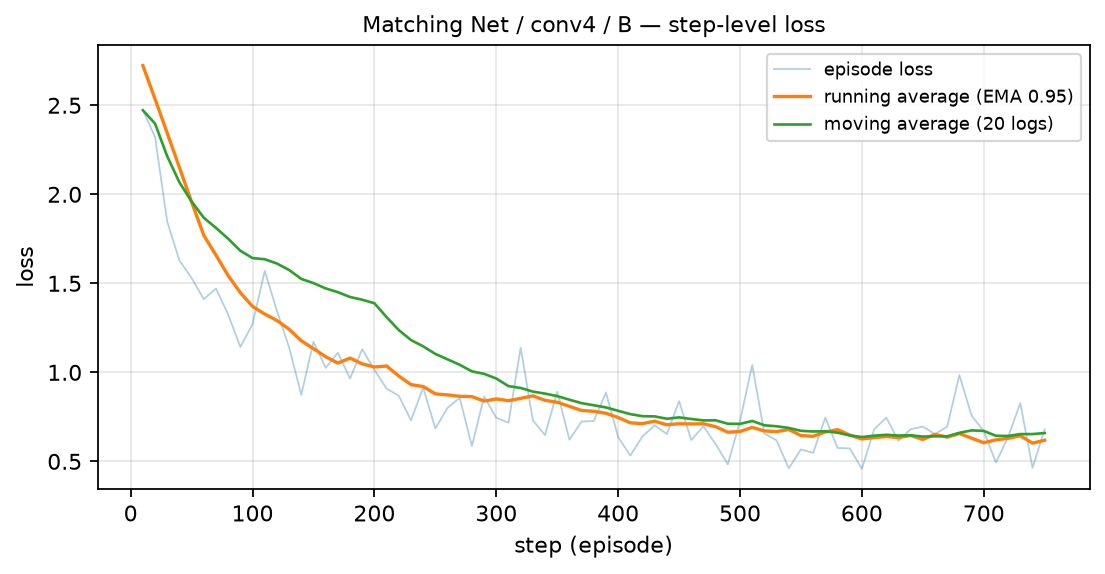 Matching Net / conv4 / B — step-level loss
episode loss
running average (EMA 0.95)
moving average (20 logs)
loss
2.5
2.0
1.5
1.0
0.5
0 100 200 300 400 500 600 700
step (episode)